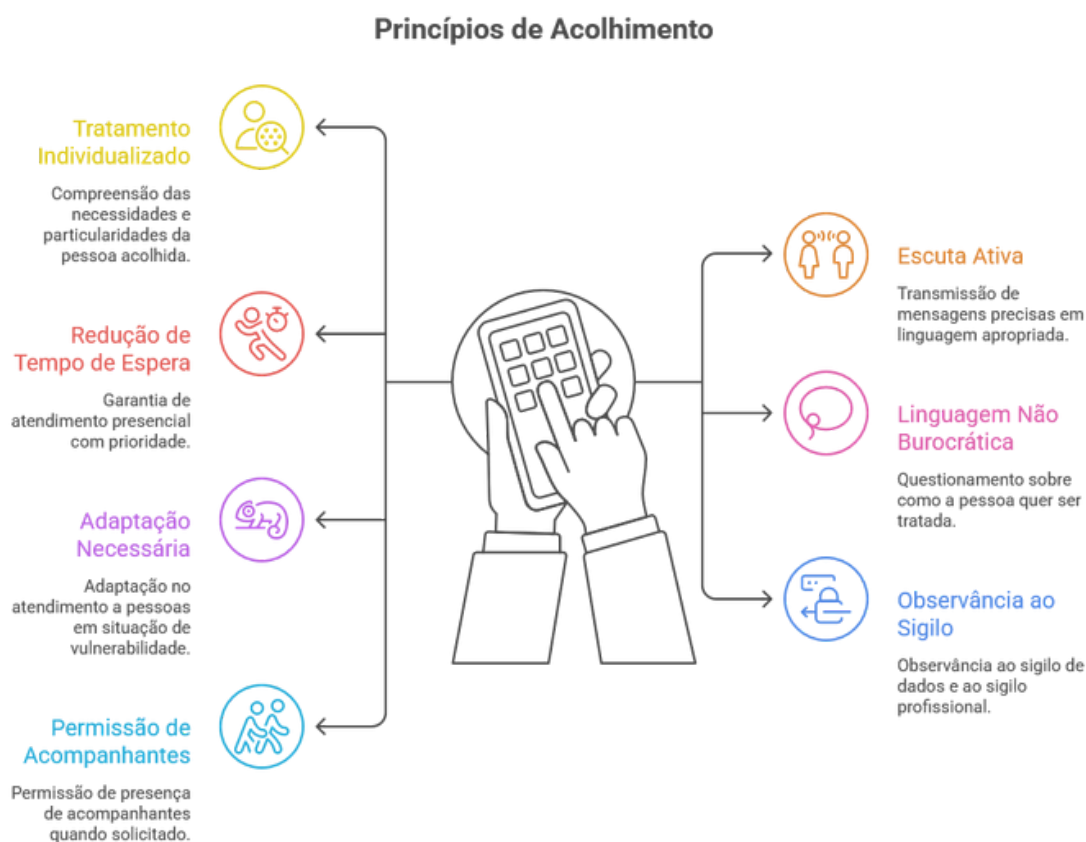 Princípios de Acolhimento
Tratamento
Individualizado
Compreensão das
necessidades e
particularidades da
pessoa acolhida.
Redução de
Tempo de Espera
Garantia de
atendimento presencial
com prioridade.
Adaptação
Necessária
Adaptação no
atendimento a pessoas
em situação de
vulnerabilidade.
Permissão de
Acompanhantes
Permissão de presença
de acompanhantes
quando solicitado.
Escuta Ativa
Transmissão de
mensagens precisas em
linguagem apropriada.
Linguagem Não
Burocrática
Questionamento sobre
como a pessoa quer ser
tratada.
Observância ao
Sigilo
Observância ao sigilo de
dados e ao sigilo
profissional.